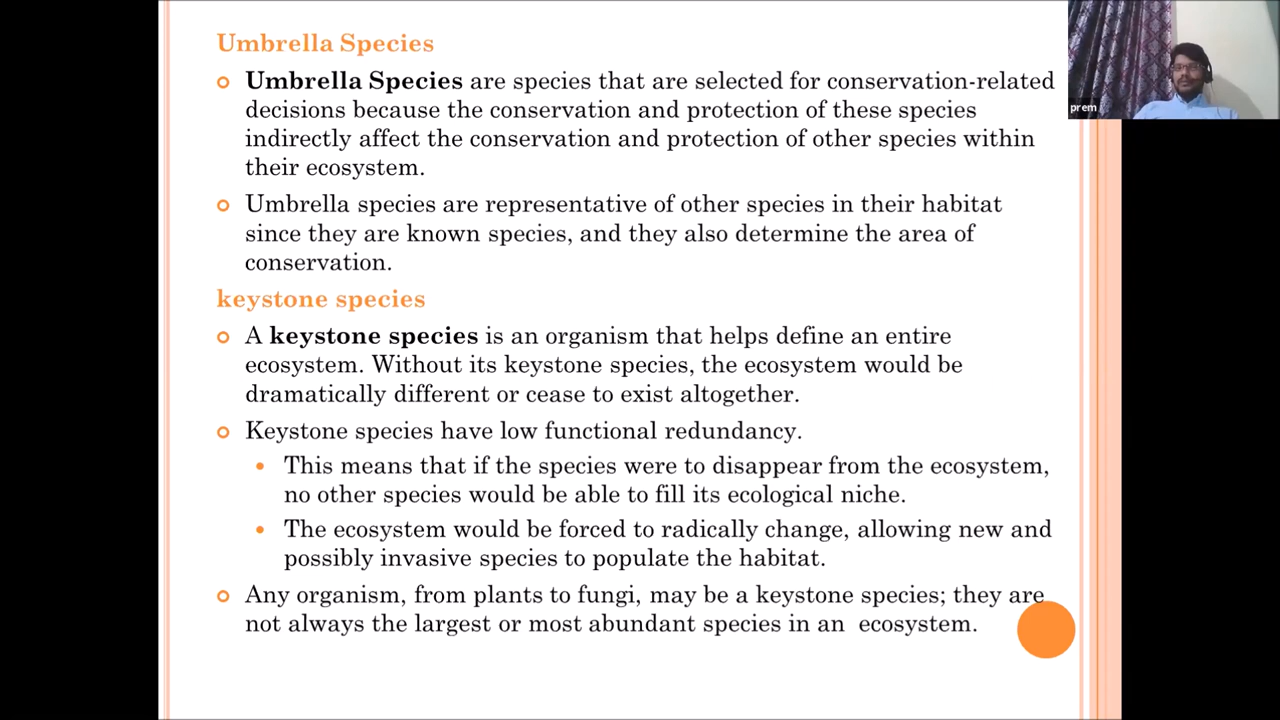 Umbrella Species
Umbrella Species are species that are selected for conservation-related
decisions because the conservation and protection of these species
indirectly affect the conservation and protection of other species within
their ecosystem.
Umbrella species are representative of other species in their habitat
since they are known species, and they also determine the area of
conservation.
keystone species
A keystone species is an organism that helps define an entire
ecosystem. Without its keystone species, the ecosystem would be
dramatically different or cease to exist altogether.
Keystone species have low functional redundancy.
This means that if the species were to disappear from the ecosystem,
no other species would be able to fill its ecological niche.
The ecosystem would be forced to radically change, allowing new and
possibly invasive species to populate the habitat.
Any organism, from plants to fungi, may be a keystone species; they are
not always the largest or most abundant species in an ecosystem.
prem